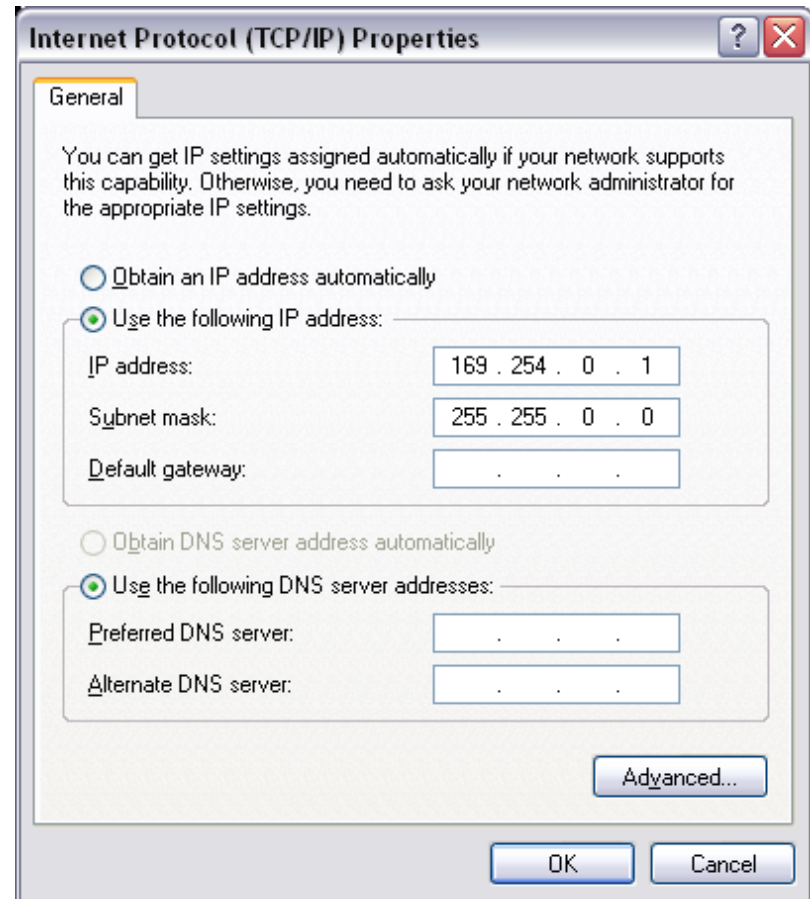 Internet Protocol (TCP/IP) Properties
General
You can get IP settings assigned automatically if your network supports
this capability. Otherwise, you need to ask your network administrator for
the appropriate IP settings.
Obtain an IP address automatically
Use the following IP address:
IP address: 169 . 254 . 0 . 1
Subnet mask: 255 . 255 . 0 . 0
Default gateway: . . .
Obtain DNS server address automatically
Use the following DNS server addresses:
Preferred DNS server: . . .
Alternate DNS server: . . .
Advanced...
OK Cancel